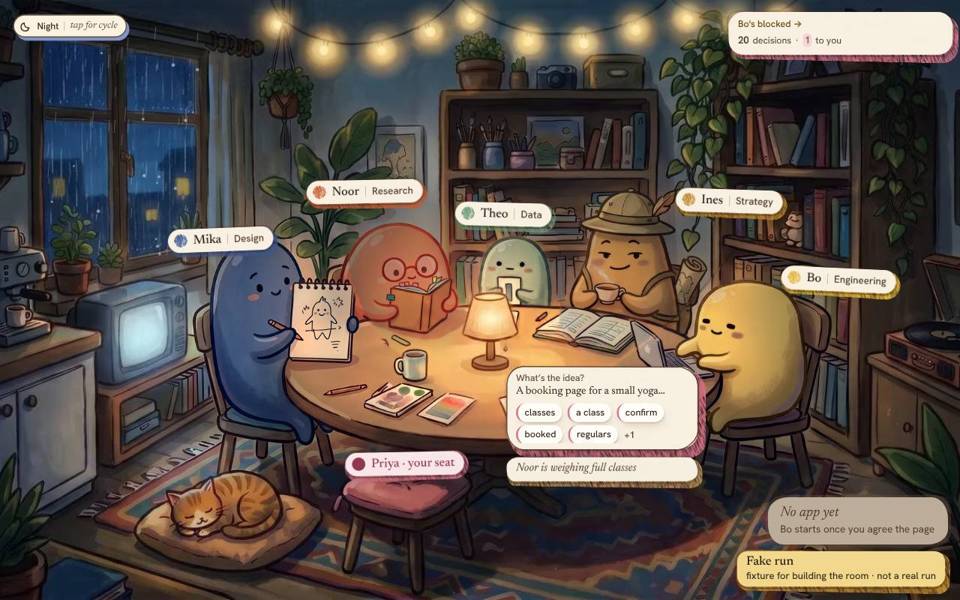 Night | tap for cycle
Bo's blocked →
20 decisions · 1 to you
Noor | Research
Ines | Strategy
Theo | Data
Mika | Design
Bo | Engineering
What's the idea?
A booking page for a small yoga...
classes a class confirm
booked regulars +1
Priya · your seat
Noor is weighing full classes
No app yet
Bo starts once you agree the page
Fake run
fixture for building the room · not a real run